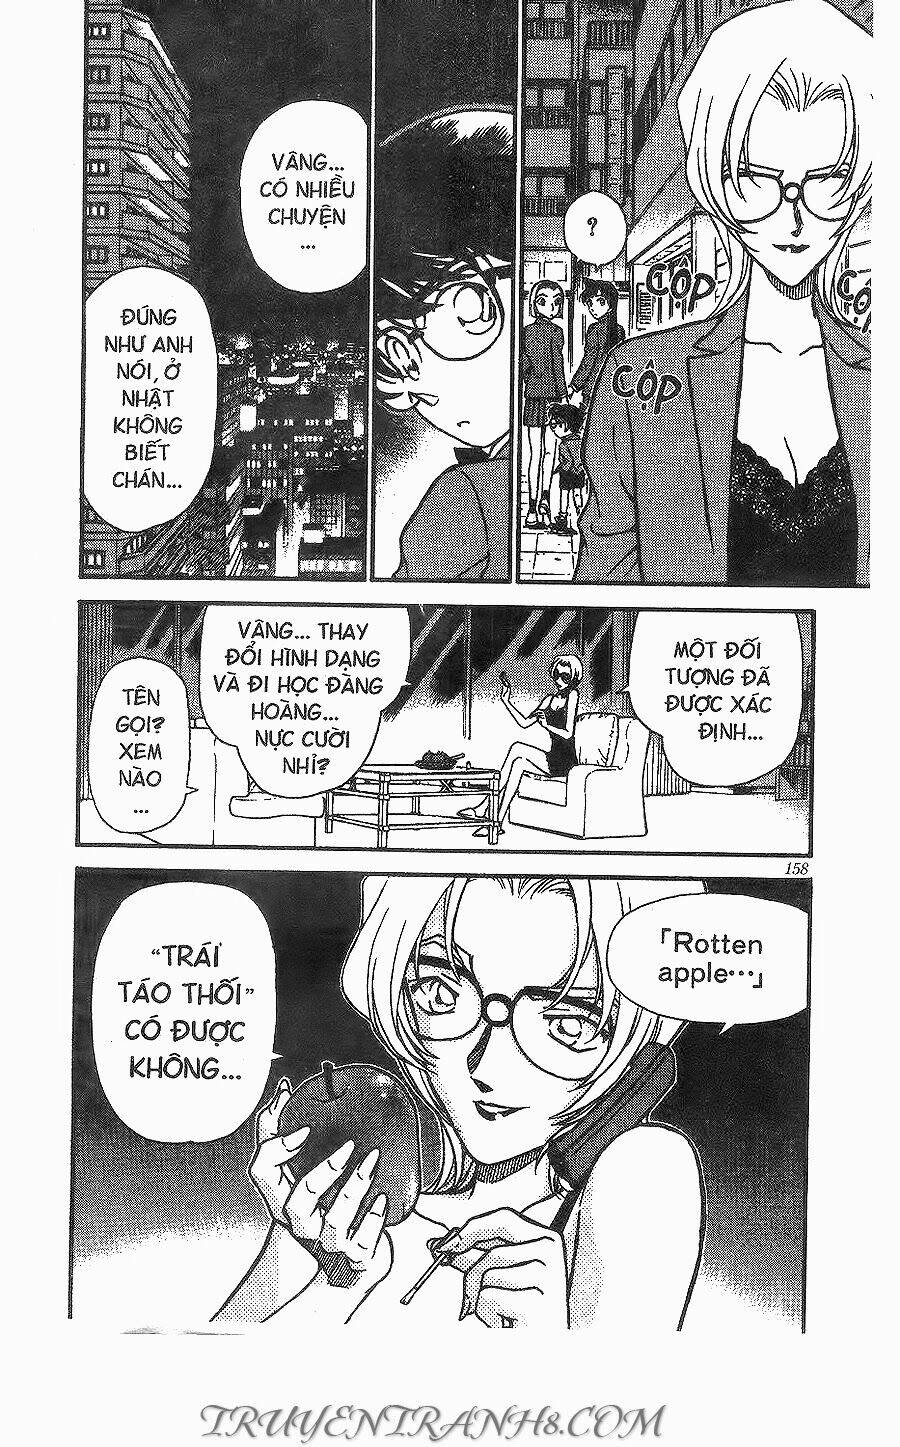 ?
CỘP
CỘP
CỘP
VÂNG...
CÓ NHIỀU
CHUYỆN
...
ĐÚNG
NHƯ ANH
NÓI, Ở
NHẬT
KHÔNG
BIẾT
CHÁN...
MỘT ĐỐI
TƯỢNG ĐÃ
ĐƯỢC XÁC
ĐỊNH...
VÂNG... THAY
ĐỔI HÌNH DẠNG
VÀ ĐI HỌC ĐÀNG
HOÀNG...
NỰC CƯỜI
NHỈ?
TÊN
GỌI?
XEM
NÀO
...
158
「Rotten
apple…」
"TRÁI
TÁO THỐI"
CÓ ĐƯỢC
KHÔNG...
TRUYENTRANH8.COM